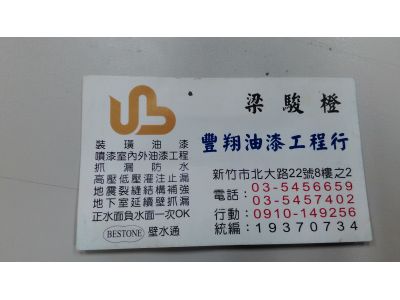 梁駿橙
豐翔油漆工程行
裝璜油漆
噴漆室內外油漆工程
抓漏防水
高壓低壓灌注止漏
地震裂縫結構補強
地下室延續壁抓漏
正水面負水面一次OK
BESTONE 壁水通
新竹市北大路22號8樓之2
電話：03-5456659
03-5457402
行動：0910-149256
統編：19370734